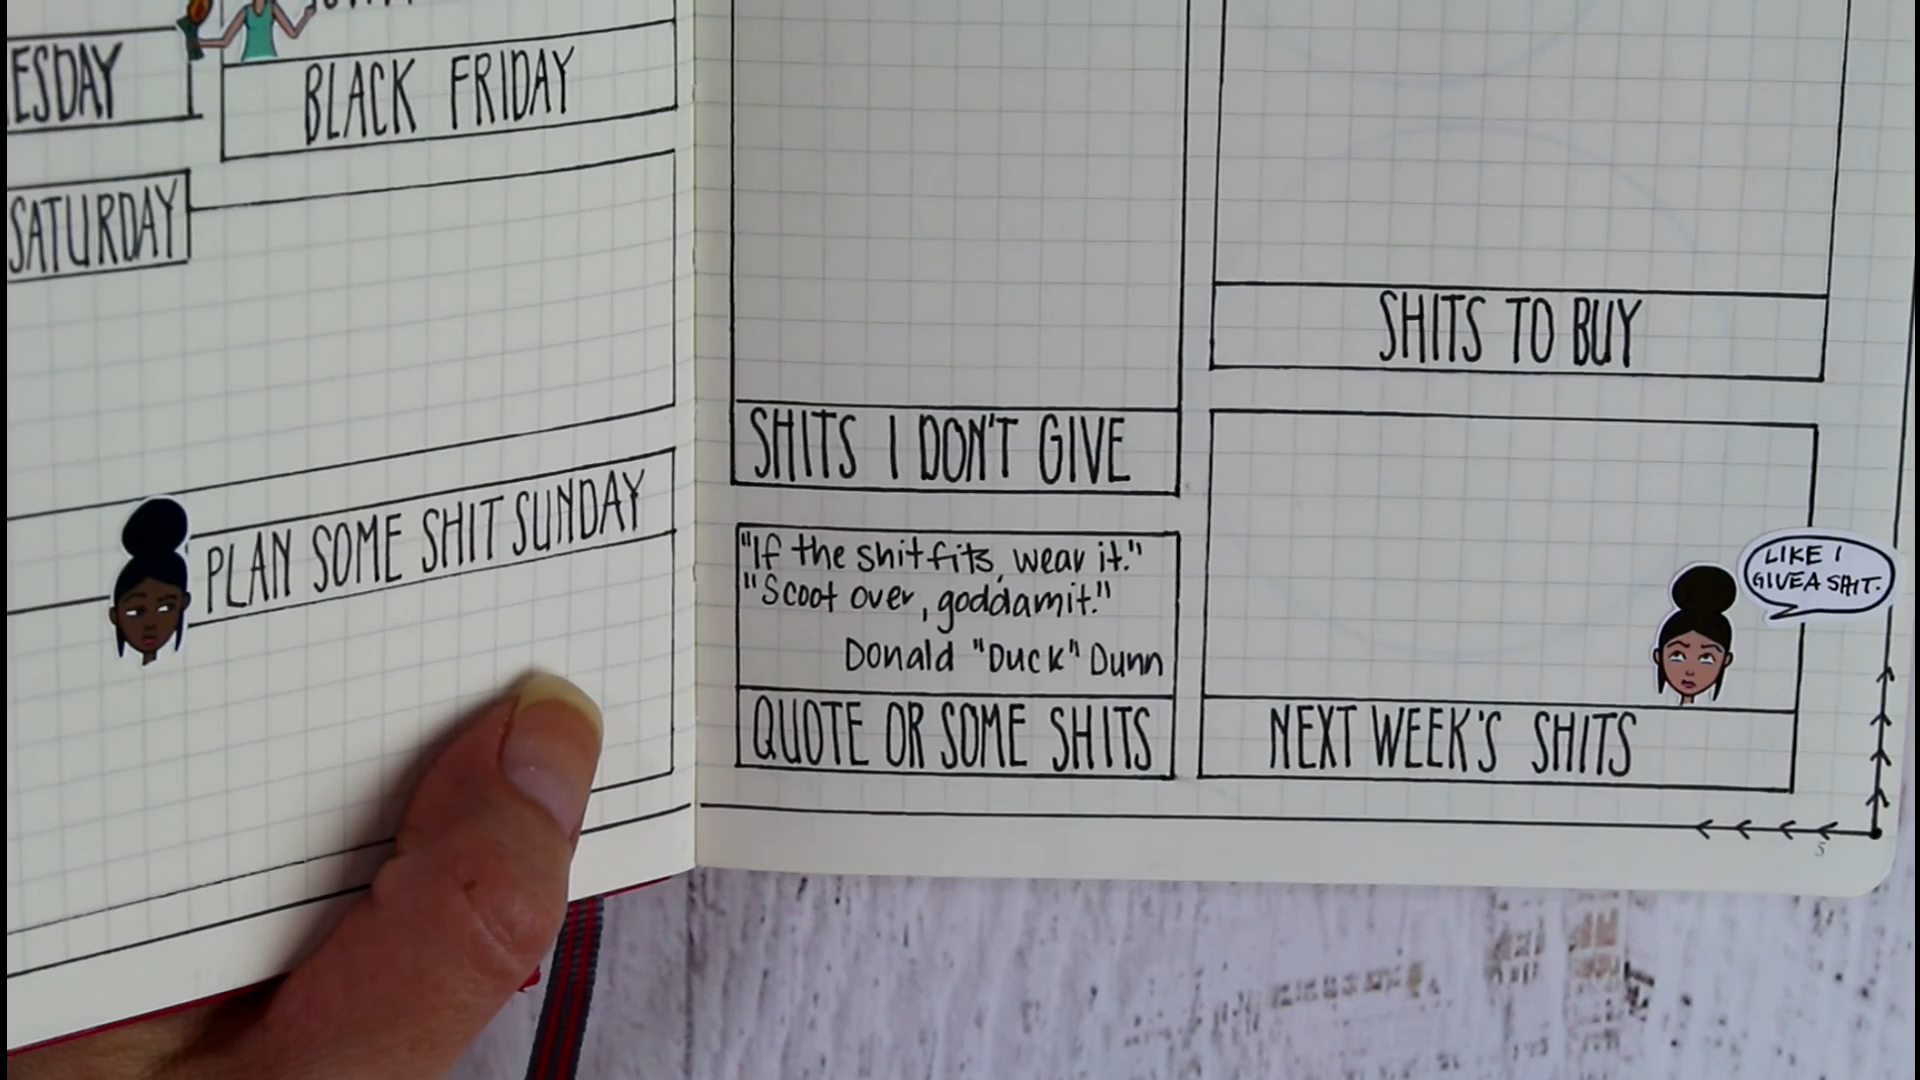 ESDAY
BLACK FRIDAY
SATURDAY
PLAN SOME SHIT SUNDAY
SHITS I DON'T GIVE
"If the shit fits, wear it."
"Scoot over, goddamit."
Donald "Duck" Dunn
QUOTE OR SOME SHITS
SHITS TO BUY
LIKE I
GIVE A SHIT.
NEXT WEEK'S SHITS
5